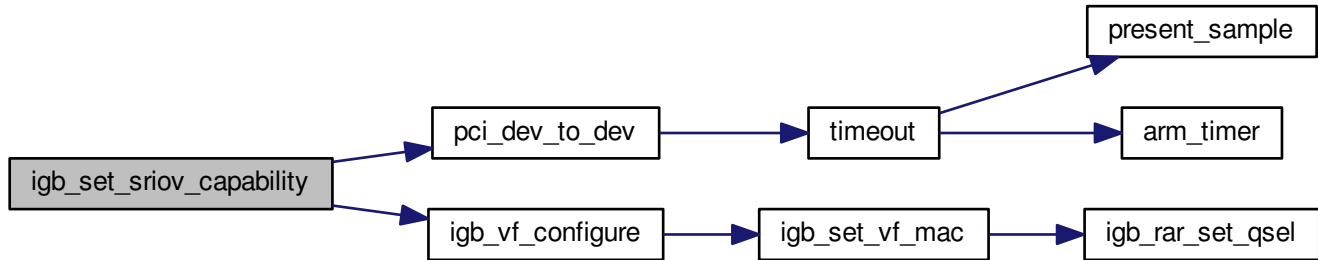 present_sample
pci_dev_to_dev
timeout
arm_timer
igb_set_sriov_capability
igb_vf_configure
igb_set_vf_mac
igb_rar_set_qsel